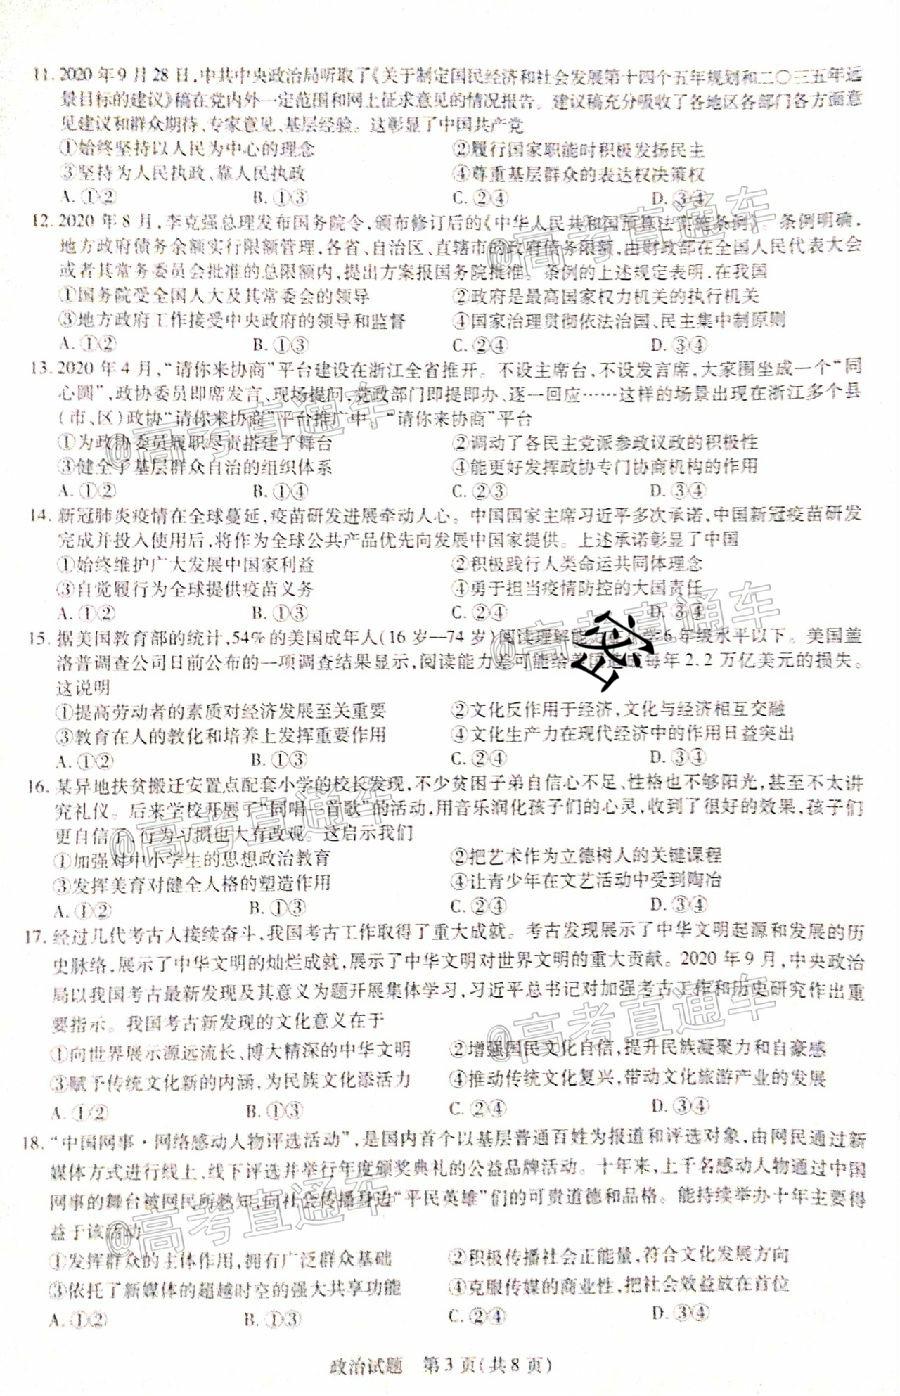 11. 2020年9月28日,中共中央政治局听取了《关于制定国民经济和社会发展第十四个五年规划和二〇三五年远
景目标的建议》稿在党内外一定范围和网上征求意见的情况报告。建议稿充分吸收了各地区各部门各方面意
见建议和群众期待、专家意见、基层经验。这彰显了中国共产党
①始终坚持以人民为中心的理念 ②履行国家职能时积极发扬民主
③坚持为人民执政、靠人民执政 ④尊重基层群众的表达权决策权
A. ①② B. ①③ C. ②④ D. ③④
12. 2020年8月,李克强总理发布国务院令,颁布修订后的《中华人民共和国预算法实施条例》。条例明确,
地方政府债务余额实行限额管理,各省、自治区、直辖市的政府债务限额,由财政部在全国人民代表大会
或者其常务委员会批准的总限额内,提出方案报国务院批准。条例的上述规定表明,在我国
①国务院受全国人大及其常委会的领导 ②政府是最高国家权力机关的执行机关
③地方政府工作接受中央政府的领导和监督 ④国家治理贯彻依法治国、民主集中制原则
A. ①② B. ①③ C. ②④ D. ③④
13. 2020年4月,“请你来协商”平台建设在浙江全省推开。不设主席台,不设发言席,大家围坐成一个“同
心圆”,政协委员即席发言,现场提问,党政部门即提即办、逐一回应……这样的场景出现在浙江多个县
(市、区)政协“请你来协商”平台推广中。“请你来协商”平台
①为政协委员履职尽责搭建了舞台 ②调动了各民主党派参政议政的积极性
③健全了基层群众自治的组织体系 ④能更好发挥政协专门协商机构的作用
A. ①② B. ①④ C. ②③ D. ③④
14. 新冠肺炎疫情在全球蔓延,疫苗研发进展牵动人心。中国国家主席习近平多次承诺,中国新冠疫苗研发
完成并投入使用后,将作为全球公共产品优先向发展中国家提供。上述承诺彰显了中国
①始终维护广大发展中国家利益 ②积极践行人类命运共同体理念
③自觉履行为全球提供疫苗义务 ④勇于担当疫情防控的大国责任
A. ①② B. ①③ C. ②④ D. ③④
15. 据美国教育部的统计,54%的美国成年人(16岁—74岁)阅读理解能 6年级水平以下。美国盖
洛普调查公司日前公布的一项调查结果显示,阅读能力差可能给美国造成每年2.2万亿美元的损失。
这说明
①提高劳动者的素质对经济发展至关重要 ②文化反作用于经济,文化与经济相互交融
③教育在人的教化和培养上发挥重要作用 ④文化生产力在现代经济中的作用日益突出
A. ①② B. ①③ C. ②④ D. ③④
16. 某异地扶贫搬迁安置点配套小学的校长发现,不少贫困子弟自信心不足、性格也不够阳光,甚至不太讲
究礼仪。后来学校开展了“同唱一首歌”的活动,用音乐润化孩子们的心灵,收到了很好的效果,孩子们
更自信了,行为习惯也大有改观。这启示我们
①加强对中小学生的思想政治教育 ②把艺术作为立德树人的关键课程
③发挥美育对健全人格的塑造作用 ④让青少年在文艺活动中受到陶冶
A. ①② B. ①③ C. ②④ D. ③④
17. 经过几代考古人接续奋斗,我国考古工作取得了重大成就。考古发现展示了中华文明起源和发展的历
史脉络,展示了中华文明的灿烂成就,展示了中华文明对世界文明的重大贡献。2020年9月,中央政治
局以我国考古最新发现及其意义为题开展集体学习,习近平总书记对加强考古工作和历史研究作出重
要指示。我国考古新发现的文化意义在于
①向世界展示源远流长、博大精深的中华文明 ②增强国民文化自信,提升民族凝聚力和自豪感
③赋予传统文化新的内涵,为民族文化添活力 ④推动传统文化复兴,带动文化旅游产业的发展
A. ①② B. ①③ C. ②④ D. ③④
18. “中国网事·网络感动人物评选活动”,是国内首个以基层普通百姓为报道和评选对象,由网民通过新
媒体方式进行线上、线下评选并举行年度颁奖典礼的公益品牌活动。十年来,上千名感动人物通过中国
网事的舞台被网民所熟知,向社会传播身边“平民英雄”们的可贵道德和品格。能持续举办十年主要得
益于该活动
①发挥群众的主体作用,拥有广泛群众基础 ②积极传播社会正能量,符合文化发展方向
③依托了新媒体的超越时空的强大共享功能 ④克服传媒的商业性,把社会效益放在首位
A. ①② B. ①③ C. ②④ D. ③④
密
@高考直通车
@高考直通车
@高考直通车
@高考直通车
@高考直通车
@高考直通车
政治试题 第3页(共8页)